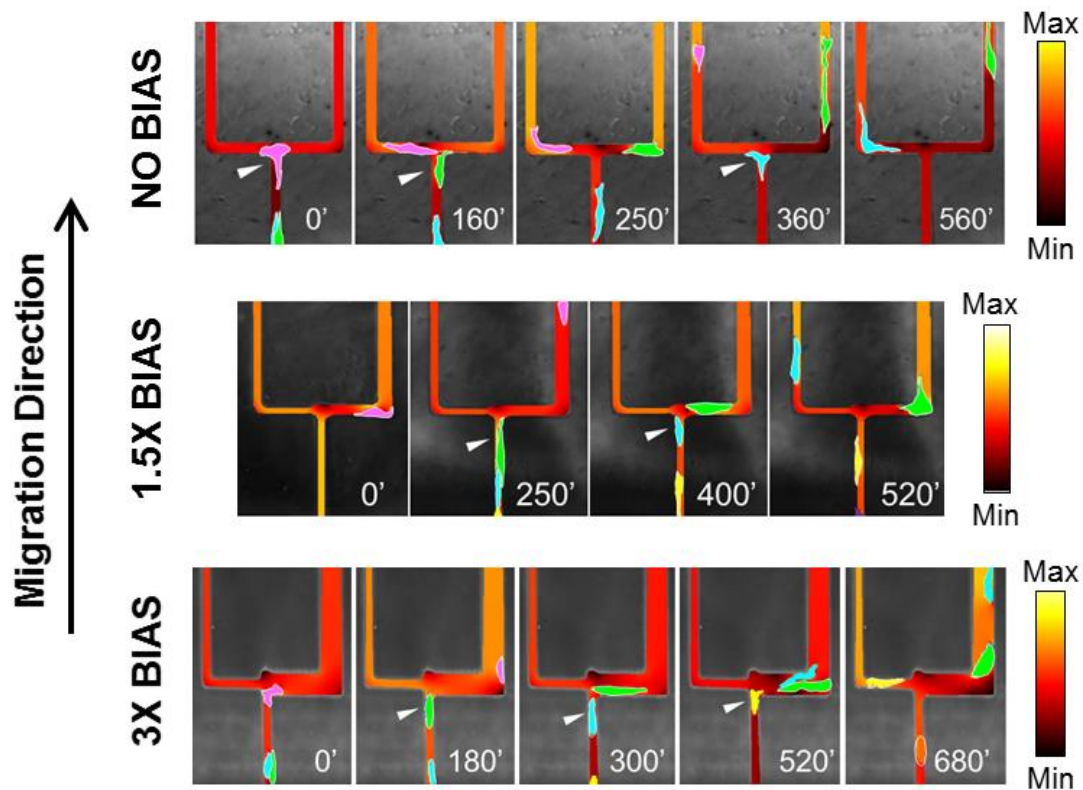 Migration Direction
NO BIAS
0’
160’
250’
360’
560’
Max
Min
1.5X BIAS
0’
250’
400’
520’
Max
Min
3X BIAS
0’
180’
300’
520’
680’
Max
Min